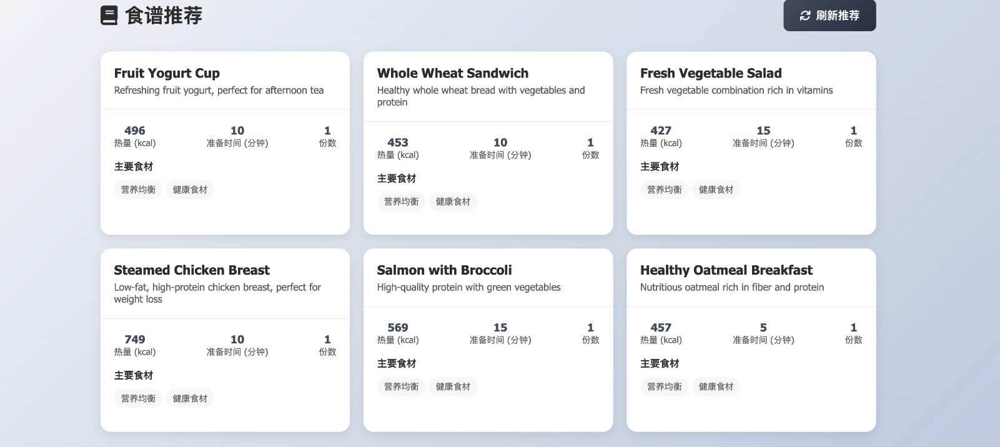 食谱推荐
刷新推荐
Fruit Yogurt Cup
Refreshing fruit yogurt, perfect for afternoon tea
496
热量 (kcal)
10
准备时间 (分钟)
1
份数
主要食材
营养均衡
健康食材
Whole Wheat Sandwich
Healthy whole wheat bread with vegetables and
protein
453
热量 (kcal)
10
准备时间 (分钟)
1
份数
主要食材
营养均衡
健康食材
Fresh Vegetable Salad
Fresh vegetable combination rich in vitamins
427
热量 (kcal)
15
准备时间 (分钟)
1
份数
主要食材
营养均衡
健康食材
Steamed Chicken Breast
Low-fat, high-protein chicken breast, perfect for
weight loss
749
热量 (kcal)
10
准备时间 (分钟)
1
份数
主要食材
营养均衡
健康食材
Salmon with Broccoli
High-quality protein with green vegetables
569
热量 (kcal)
15
准备时间 (分钟)
1
份数
主要食材
营养均衡
健康食材
Healthy Oatmeal Breakfast
Nutritious oatmeal rich in fiber and protein
457
热量 (kcal)
5
准备时间 (分钟)
1
份数
主要食材
营养均衡
健康食材